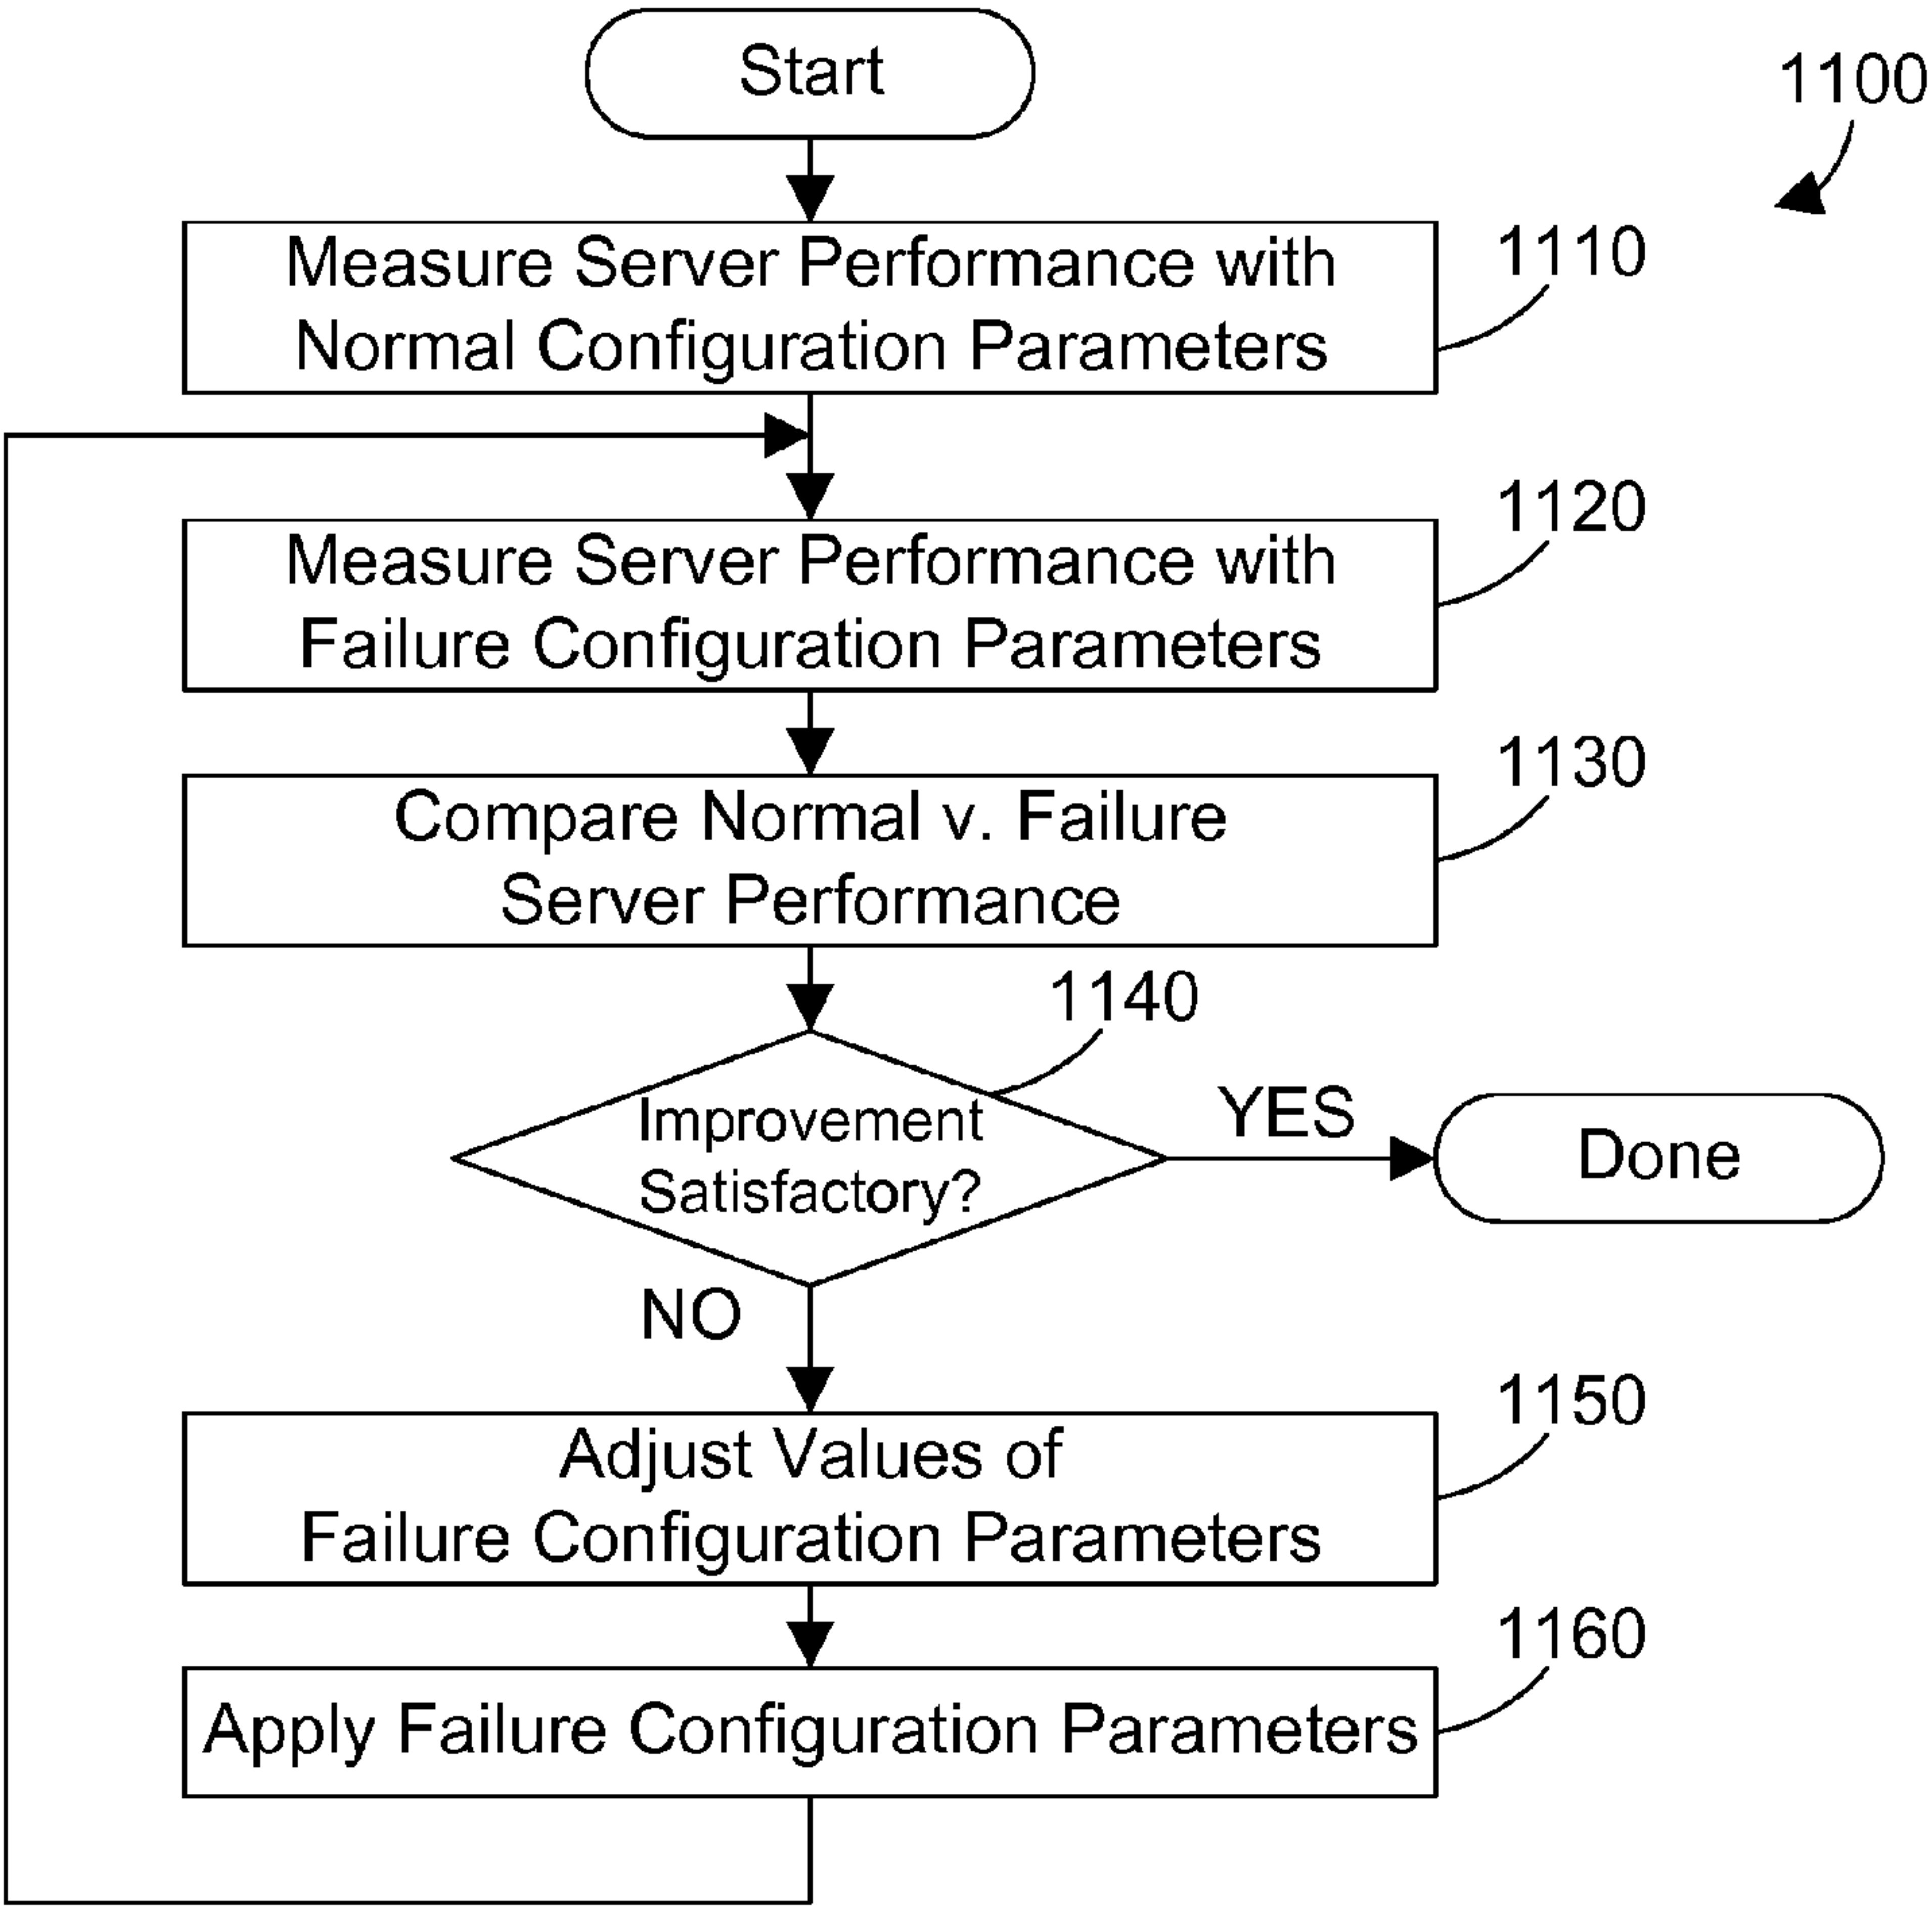 Start
1100
Measure Server Performance with
Normal Configuration Parameters
1110
Measure Server Performance with
Failure Configuration Parameters
1120
Compare Normal v. Failure
Server Performance
1130
1140
Improvement
Satisfactory?
YES
Done
NO
Adjust Values of
Failure Configuration Parameters
1150
Apply Failure Configuration Parameters
1160